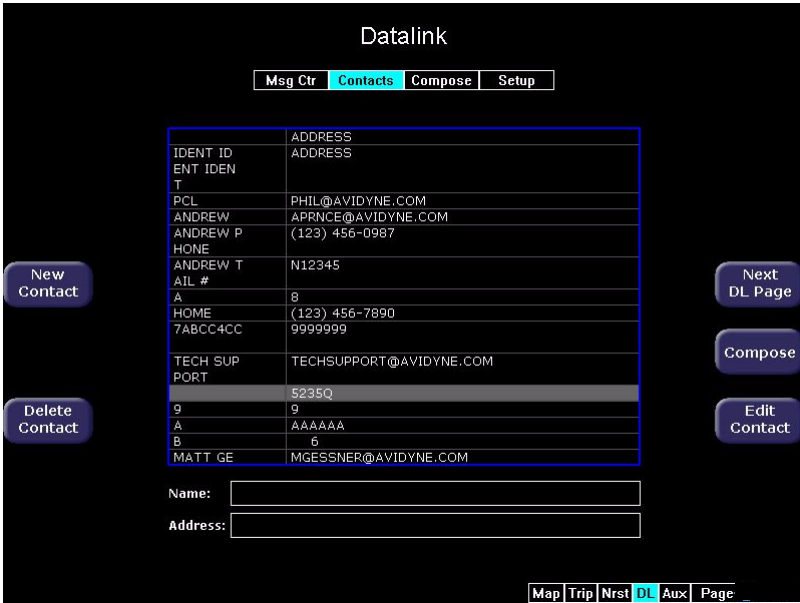 Datalink
Msg Ctr Contacts Compose Setup
ADDRESS
IDENT ID ADDRESS
ENT IDEN
T
PCL PHIL@AVIDYNE.COM
ANDREW APRNCE@AVIDYNE.COM
ANDREW P (123) 456-0987
HONE
ANDREW T N12345
AIL #
A 8
HOME (123) 456-7890
7ABCC4CC 9999999
TECH SUP TECHSUPPORT@AVIDYNE.COM
PORT
5235Q
9 9
A AAAAAA
B 6
MATT GE MGESSNER@AVIDYNE.COM
New
Contact
Delete
Contact
Next
DL Page
Compose
Edit
Contact
Name:
Address:
Map Trip Nrst DL Aux Page _